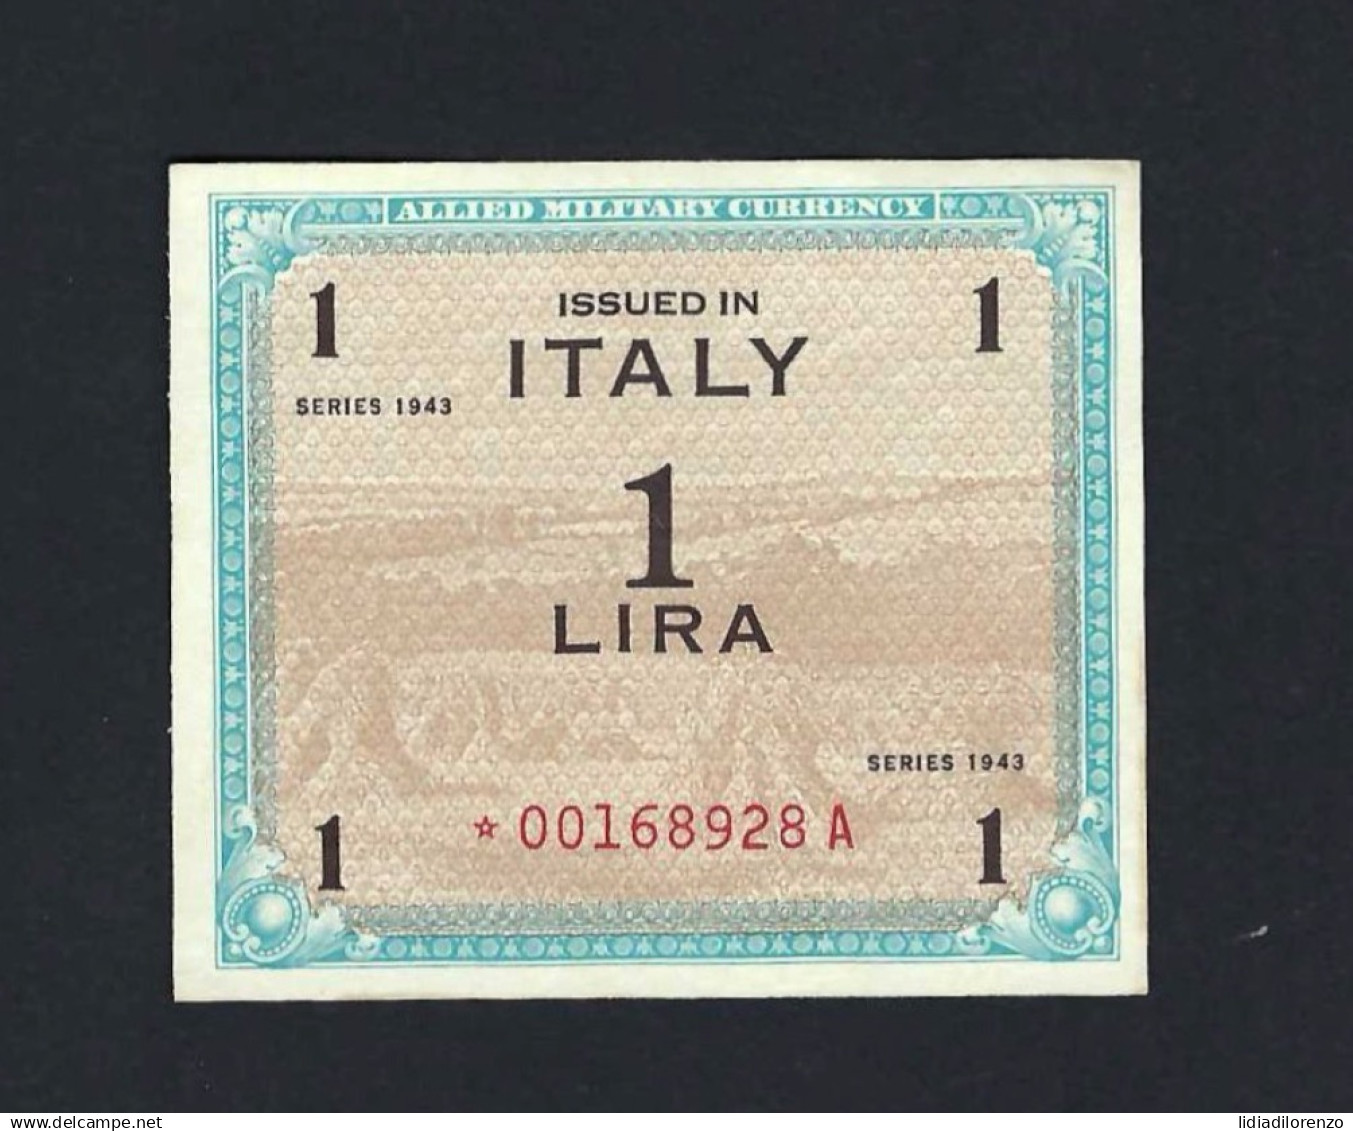 ALLIED MILITARY CURRENCY
1 ISSUED IN 1
ITALY
SERIES 1943
1
LIRA
SERIES 1943
☆ 00168928 A
1 1
www.delcampe.net
lidiadilorenzo